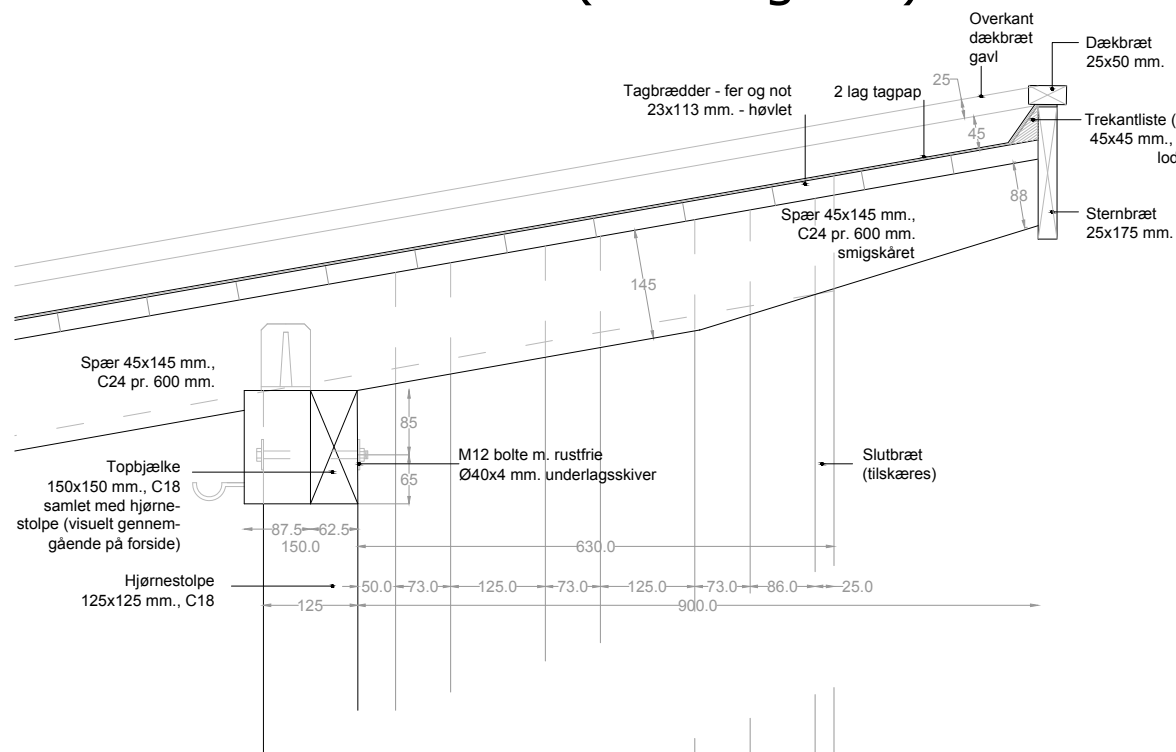 Overkant
dækbræt
gavl
Dækbræt
25x50 mm.
Tagbrædder - fer og not
23x113 mm. - høvlet
2 lag tagpap
25
45
Trekantliste (
45x45 mm.,
88
Spær 45x145 mm.,
C24 pr. 600 mm.
smigskåret
Sternbræt
25x175 mm.
145
Spær 45x145 mm.,
C24 pr. 600 mm.
85
65
Topbjælke
150x150 mm., C18
samlet med hjørne-
stolpe (visuelt gennem-
gående på forside)
M12 bolte m. rustfrie
Ø40x4 mm. underlagsskiver
Slutbræt
(tilskæres)
87.5 62.5
150.0
630.0
Hjørnestolpe
125x125 mm., C18
50.0 73.0 125.0 73.0 125.0 73.0 86.0 25.0
125
900.0